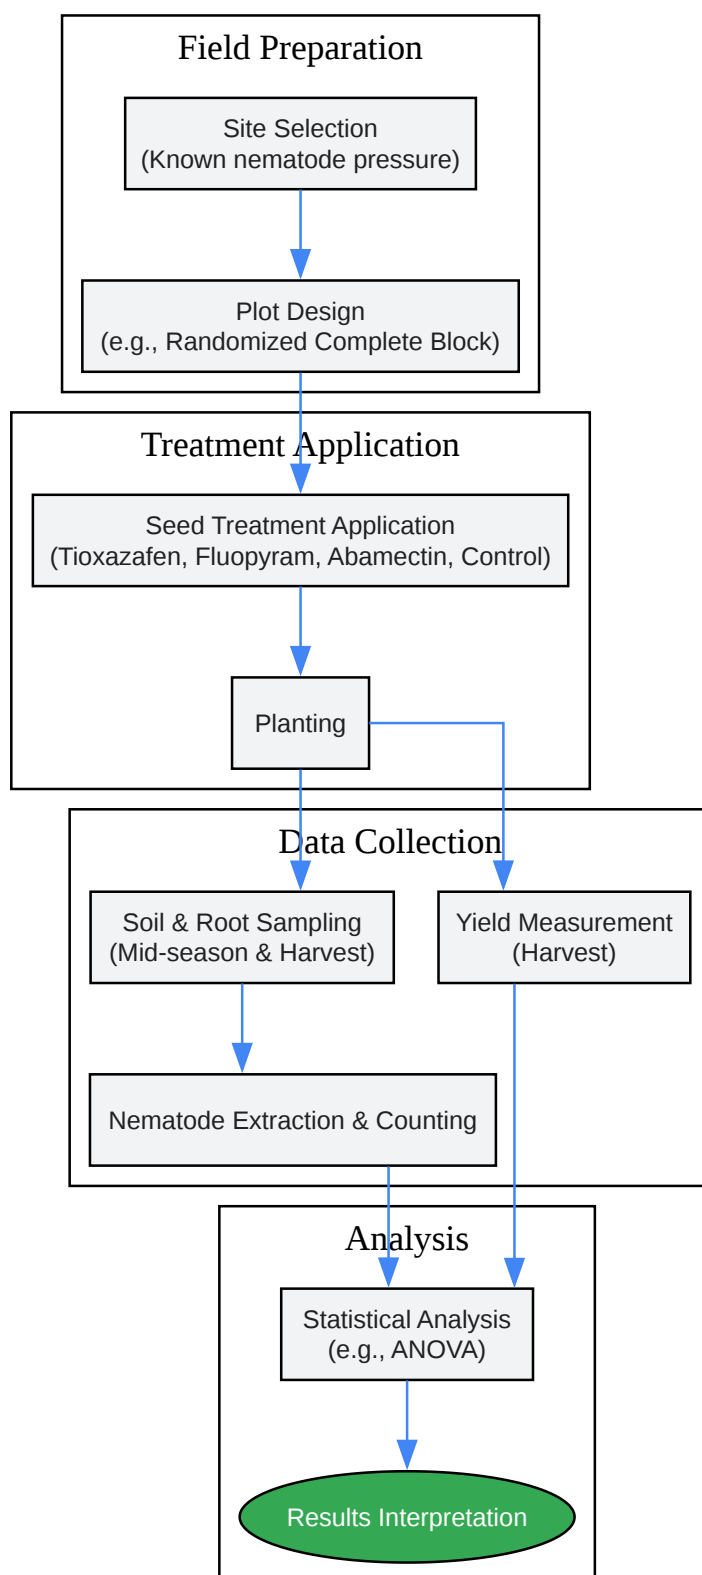 Field Preparation
Site Selection
(Known nematode pressure)
Plot Design
(e.g., Randomized Complete Block)
Treatment Application
Seed Treatment Application
(Tioxazafen, Fluopyram, Abamectin, Control)
Planting
Data Collection
Soil & Root Sampling
(Mid-season & Harvest)
Yield Measurement
(Harvest)
Nematode Extraction & Counting
Analysis
Statistical Analysis
(e.g., ANOVA)
Results Interpretation